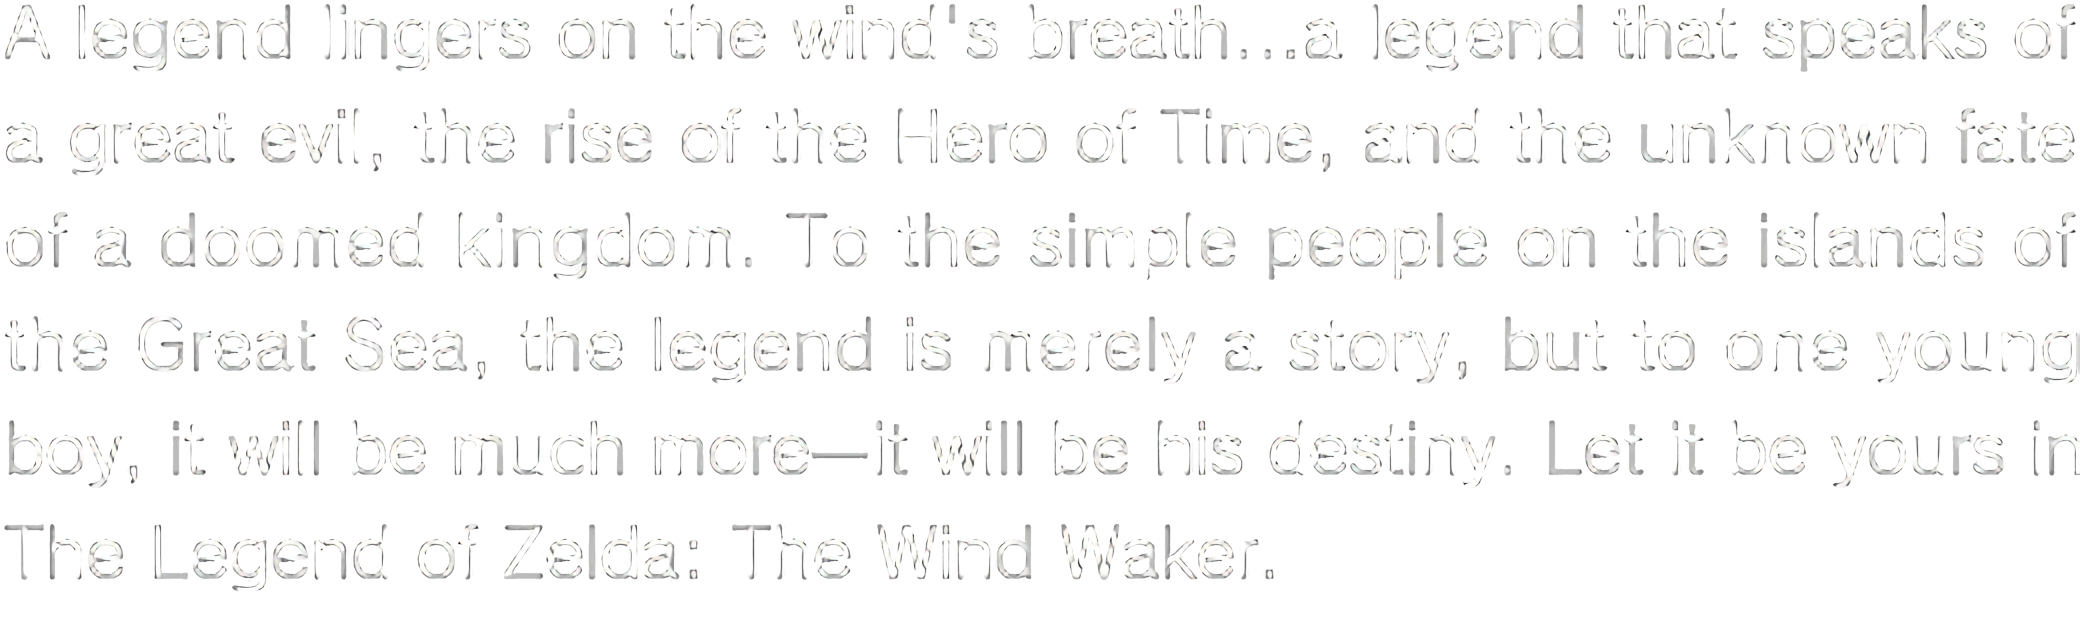 A legend lingers on the wind's breath...a legend that speaks of
a great evil, the rise of the Hero of Time, and the unknown fate
of a doomed kingdom. To the simple people on the islands of
the Great Sea, the legend is merely a story, but to one young
boy, it will be much more—it will be his destiny. Let it be yours in
The Legend of Zelda: The Wind Waker.